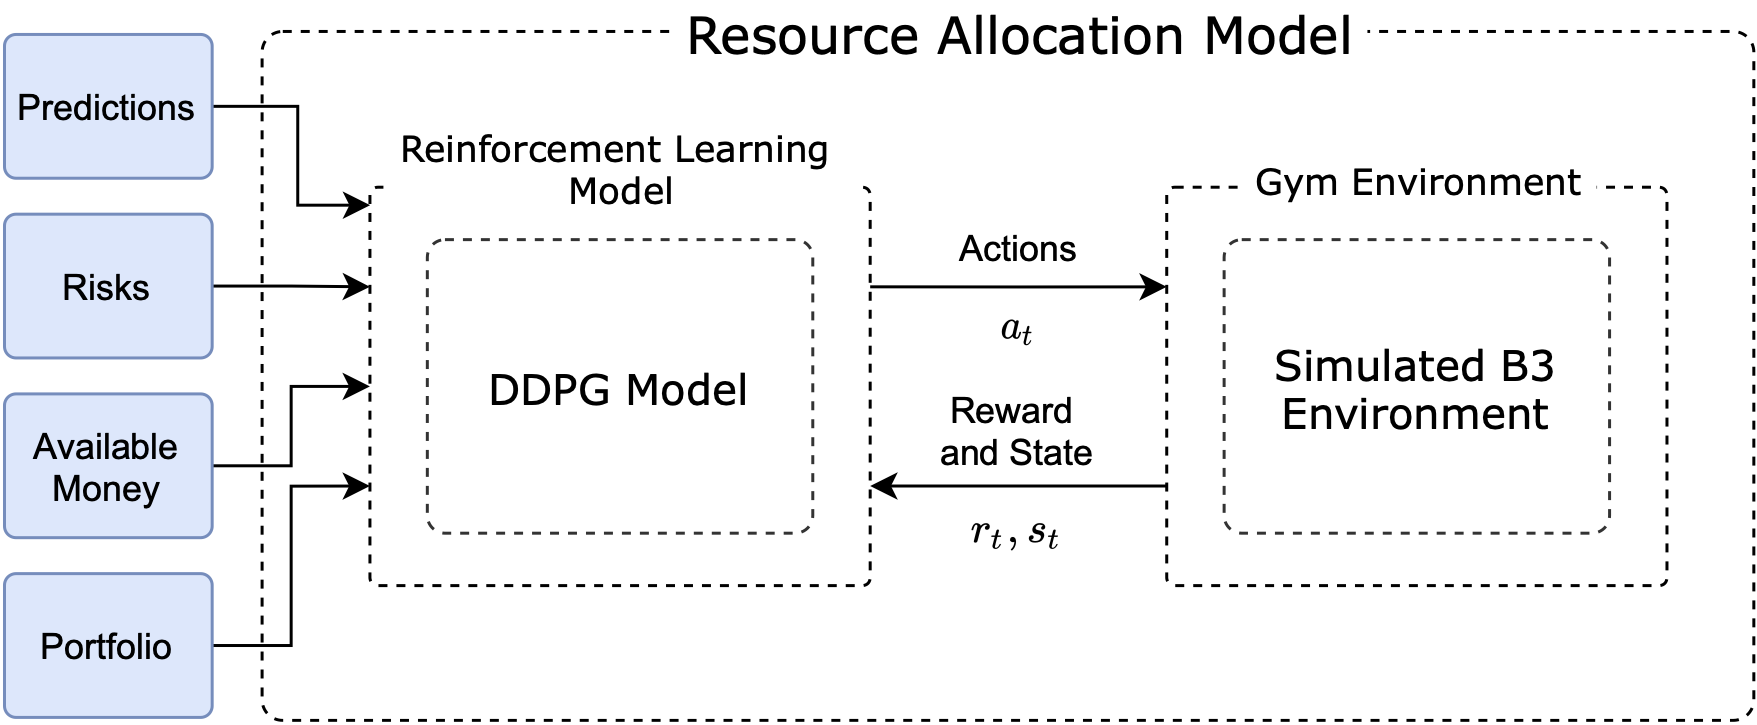 Resource Allocation Model
Predictions
Risks
Available
Money
Portfolio
Reinforcement Learning
Model
DDPG Model
Actions
a_t
Reward
and State
r_t, s_t
Gym Environment
Simulated B3
Environment